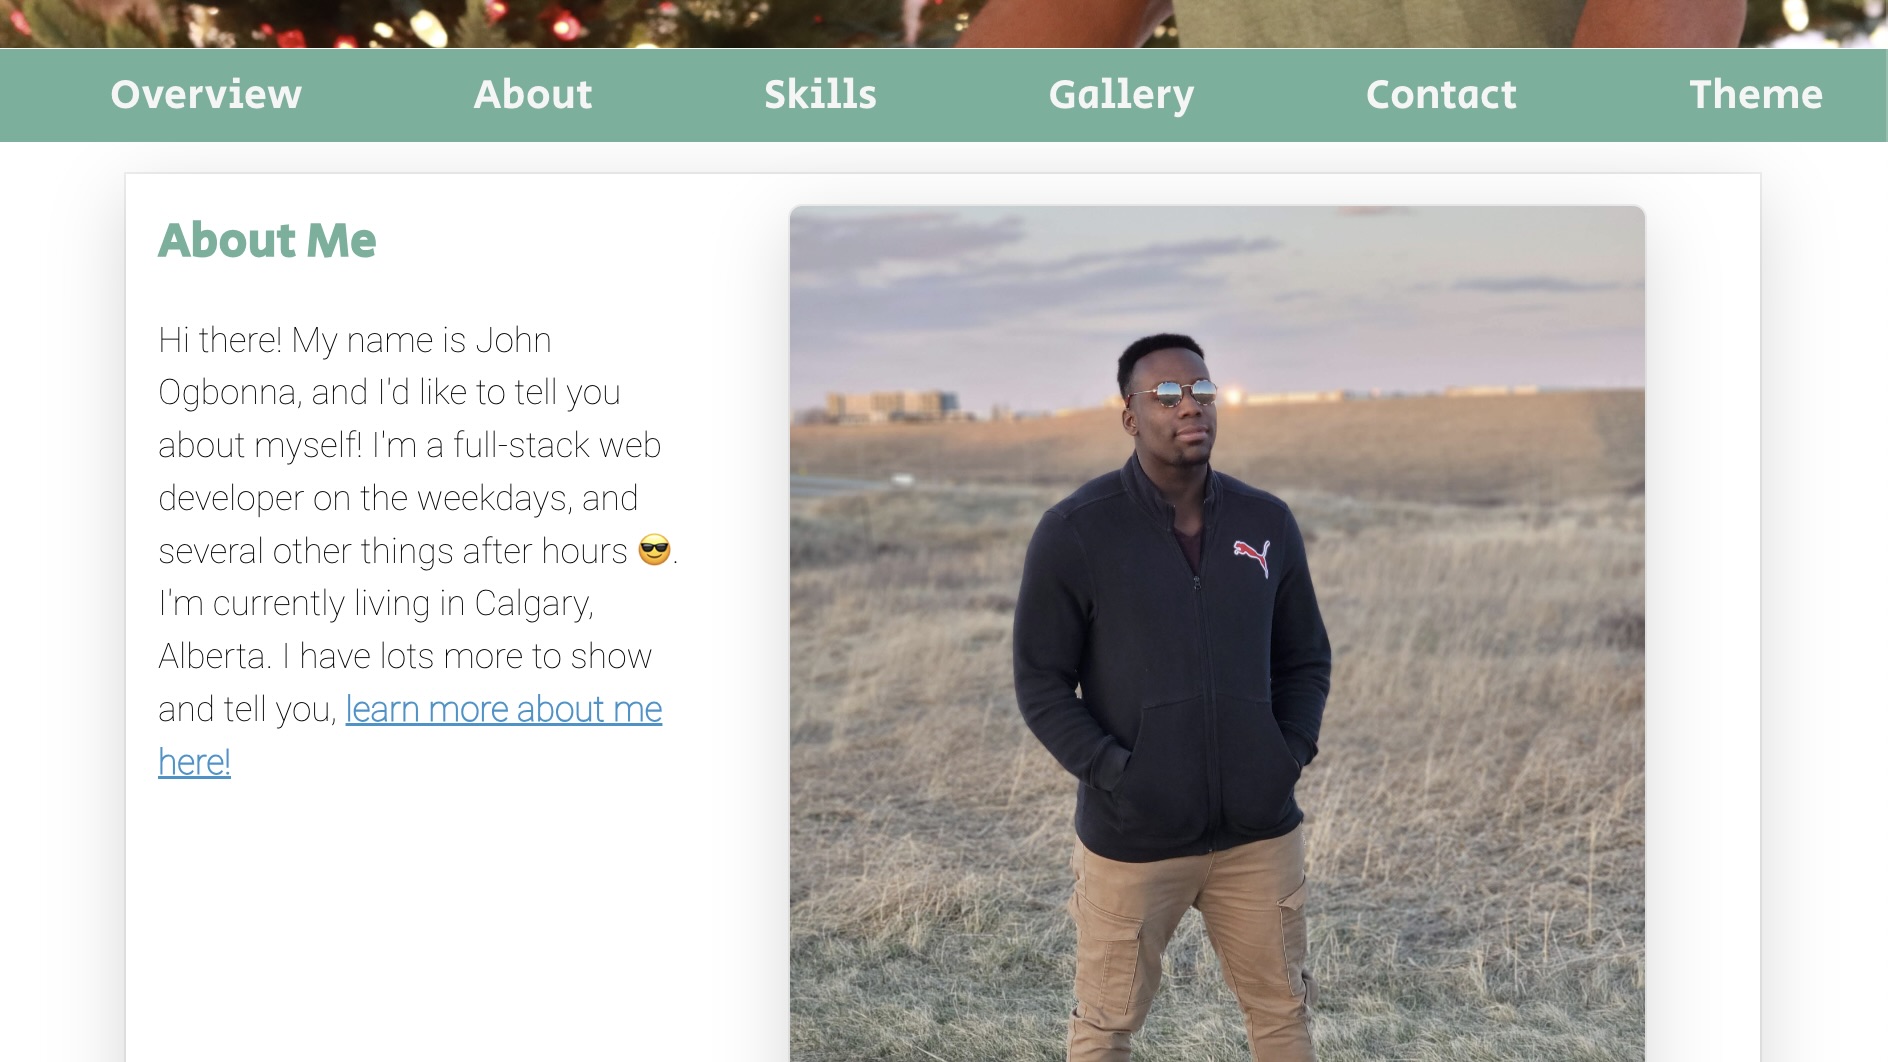 Overview About Skills Gallery Contact Theme
About Me
Hi there! My name is John
Ogbonna, and I'd like to tell you
about myself! I'm a full-stack web
developer on the weekdays, and
several other things after hours 😎.
I'm currently living in Calgary,
Alberta. I have lots more to show
and tell you, learn more about me
here!